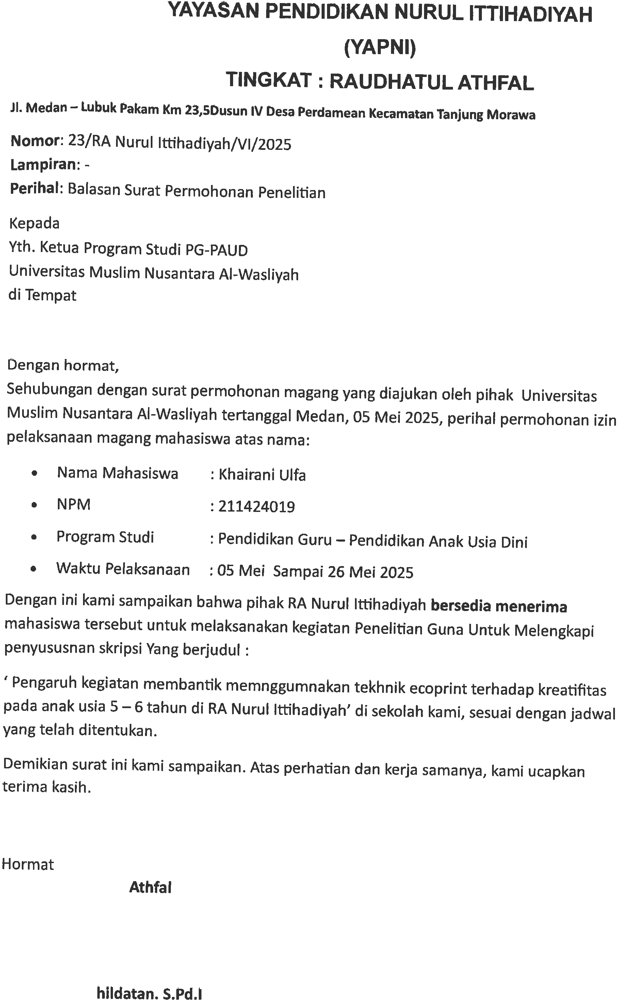 YAYASAN PENDIDIKAN NURUL ITTIHADIYAH
(YAPNI)
TINGKAT : RAUDHATUL ATHFAL
Jl. Medan – Lubuk Pakam Km 23,5Dusun IV Desa Perdamean Kecamatan Tanjung Morawa
Nomor: 23/RA Nurul Ittihadiyah/VI/2025
Lampiran: -
Perihal: Balasan Surat Permohonan Penelitian
Kepada
Yth. Ketua Program Studi PG-PAUD
Universitas Muslim Nusantara Al-Wasliyah
di Tempat
Dengan hormat,
Sehubungan dengan surat permohonan magang yang diajukan oleh pihak Universitas
Muslim Nusantara Al-Wasliyah tertanggal Medan, 05 Mei 2025, perihal permohonan izin
pelaksanaan magang mahasiswa atas nama:
• Nama Mahasiswa : Khairani Ulfa
• NPM : 211424019
• Program Studi : Pendidikan Guru – Pendidikan Anak Usia Dini
• Waktu Pelaksanaan : 05 Mei Sampai 26 Mei 2025
Dengan ini kami sampaikan bahwa pihak RA Nurul Ittihadiyah bersedia menerima
mahasiswa tersebut untuk melaksanakan kegiatan Penelitian Guna Untuk Melengkapi
penyususnan skripsi Yang berjudul :
‘ Pengaruh kegiatan membantik memnggumnakan tekhnik ecoprint terhadap kreatifitas
pada anak usia 5 – 6 tahun di RA Nurul Ittihadiyah’ di sekolah kami, sesuai dengan jadwal
yang telah ditentukan.
Demikian surat ini kami sampaikan. Atas perhatian dan kerja samanya, kami ucapkan
terima kasih.
Hormat
Athfal
hildatan. S.Pd.I